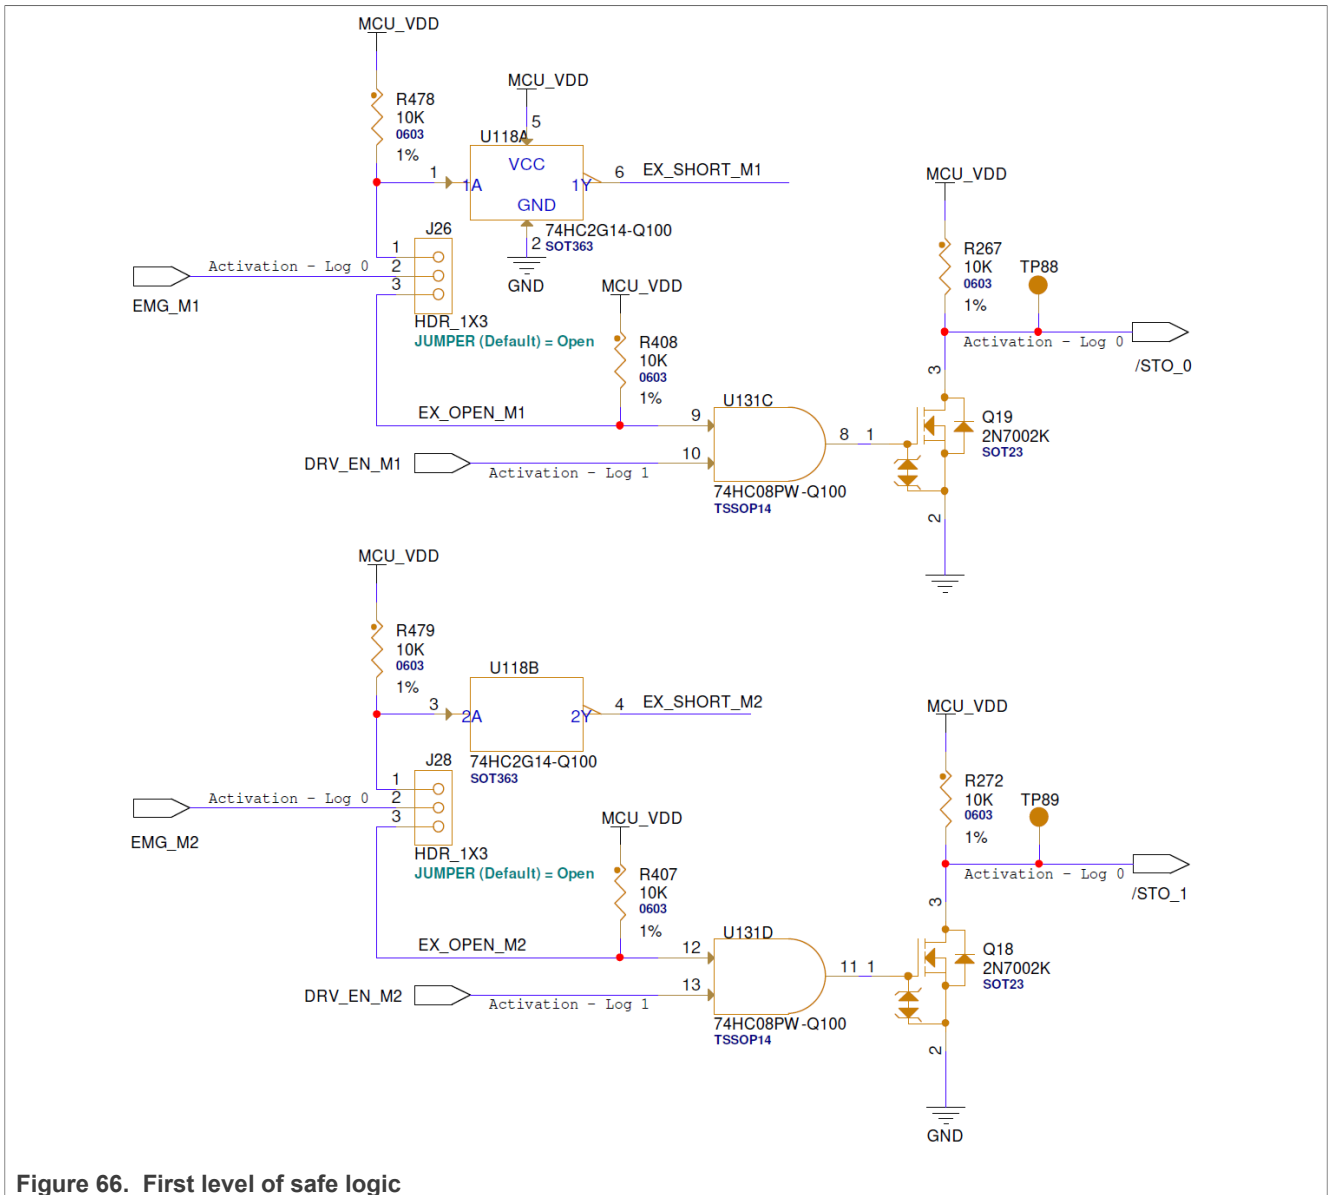 MCU_VDD
R478
10K
0603
1%
MCU_VDD
5
U118A
VCC
1
1A
1Y
6
EX_SHORT_M1
GND
2
74HC2G14-Q100
SOT363
GND
J26
1
2
3
Activation - Log 0
EMG_M1
HDR_1X3
JUMPER (Default) = Open
MCU_VDD
R408
10K
0603
1%
EX_OPEN_M1
9
U131C
DRV_EN_M1
Activation - Log 1
10
8
1
74HC08PW-Q100
TSSOP14
MCU_VDD
R267
10K
0603
1%
TP88
Activation - Log 0
/STO_0
3
Q19
2N7002K
SOT23
2
MCU_VDD
R479
10K
0603
1%
U118B
3
2A
2Y
4
EX_SHORT_M2
74HC2G14-Q100
SOT363
J28
1
2
3
Activation - Log 0
EMG_M2
HDR_1X3
JUMPER (Default) = Open
MCU_VDD
R407
10K
0603
1%
EX_OPEN_M2
12
U131D
DRV_EN_M2
Activation - Log 1
13
11
1
74HC08PW-Q100
TSSOP14
MCU_VDD
R272
10K
0603
1%
TP89
Activation - Log 0
/STO_1
3
Q18
2N7002K
SOT23
2
GND
Figure 66. First level of safe logic